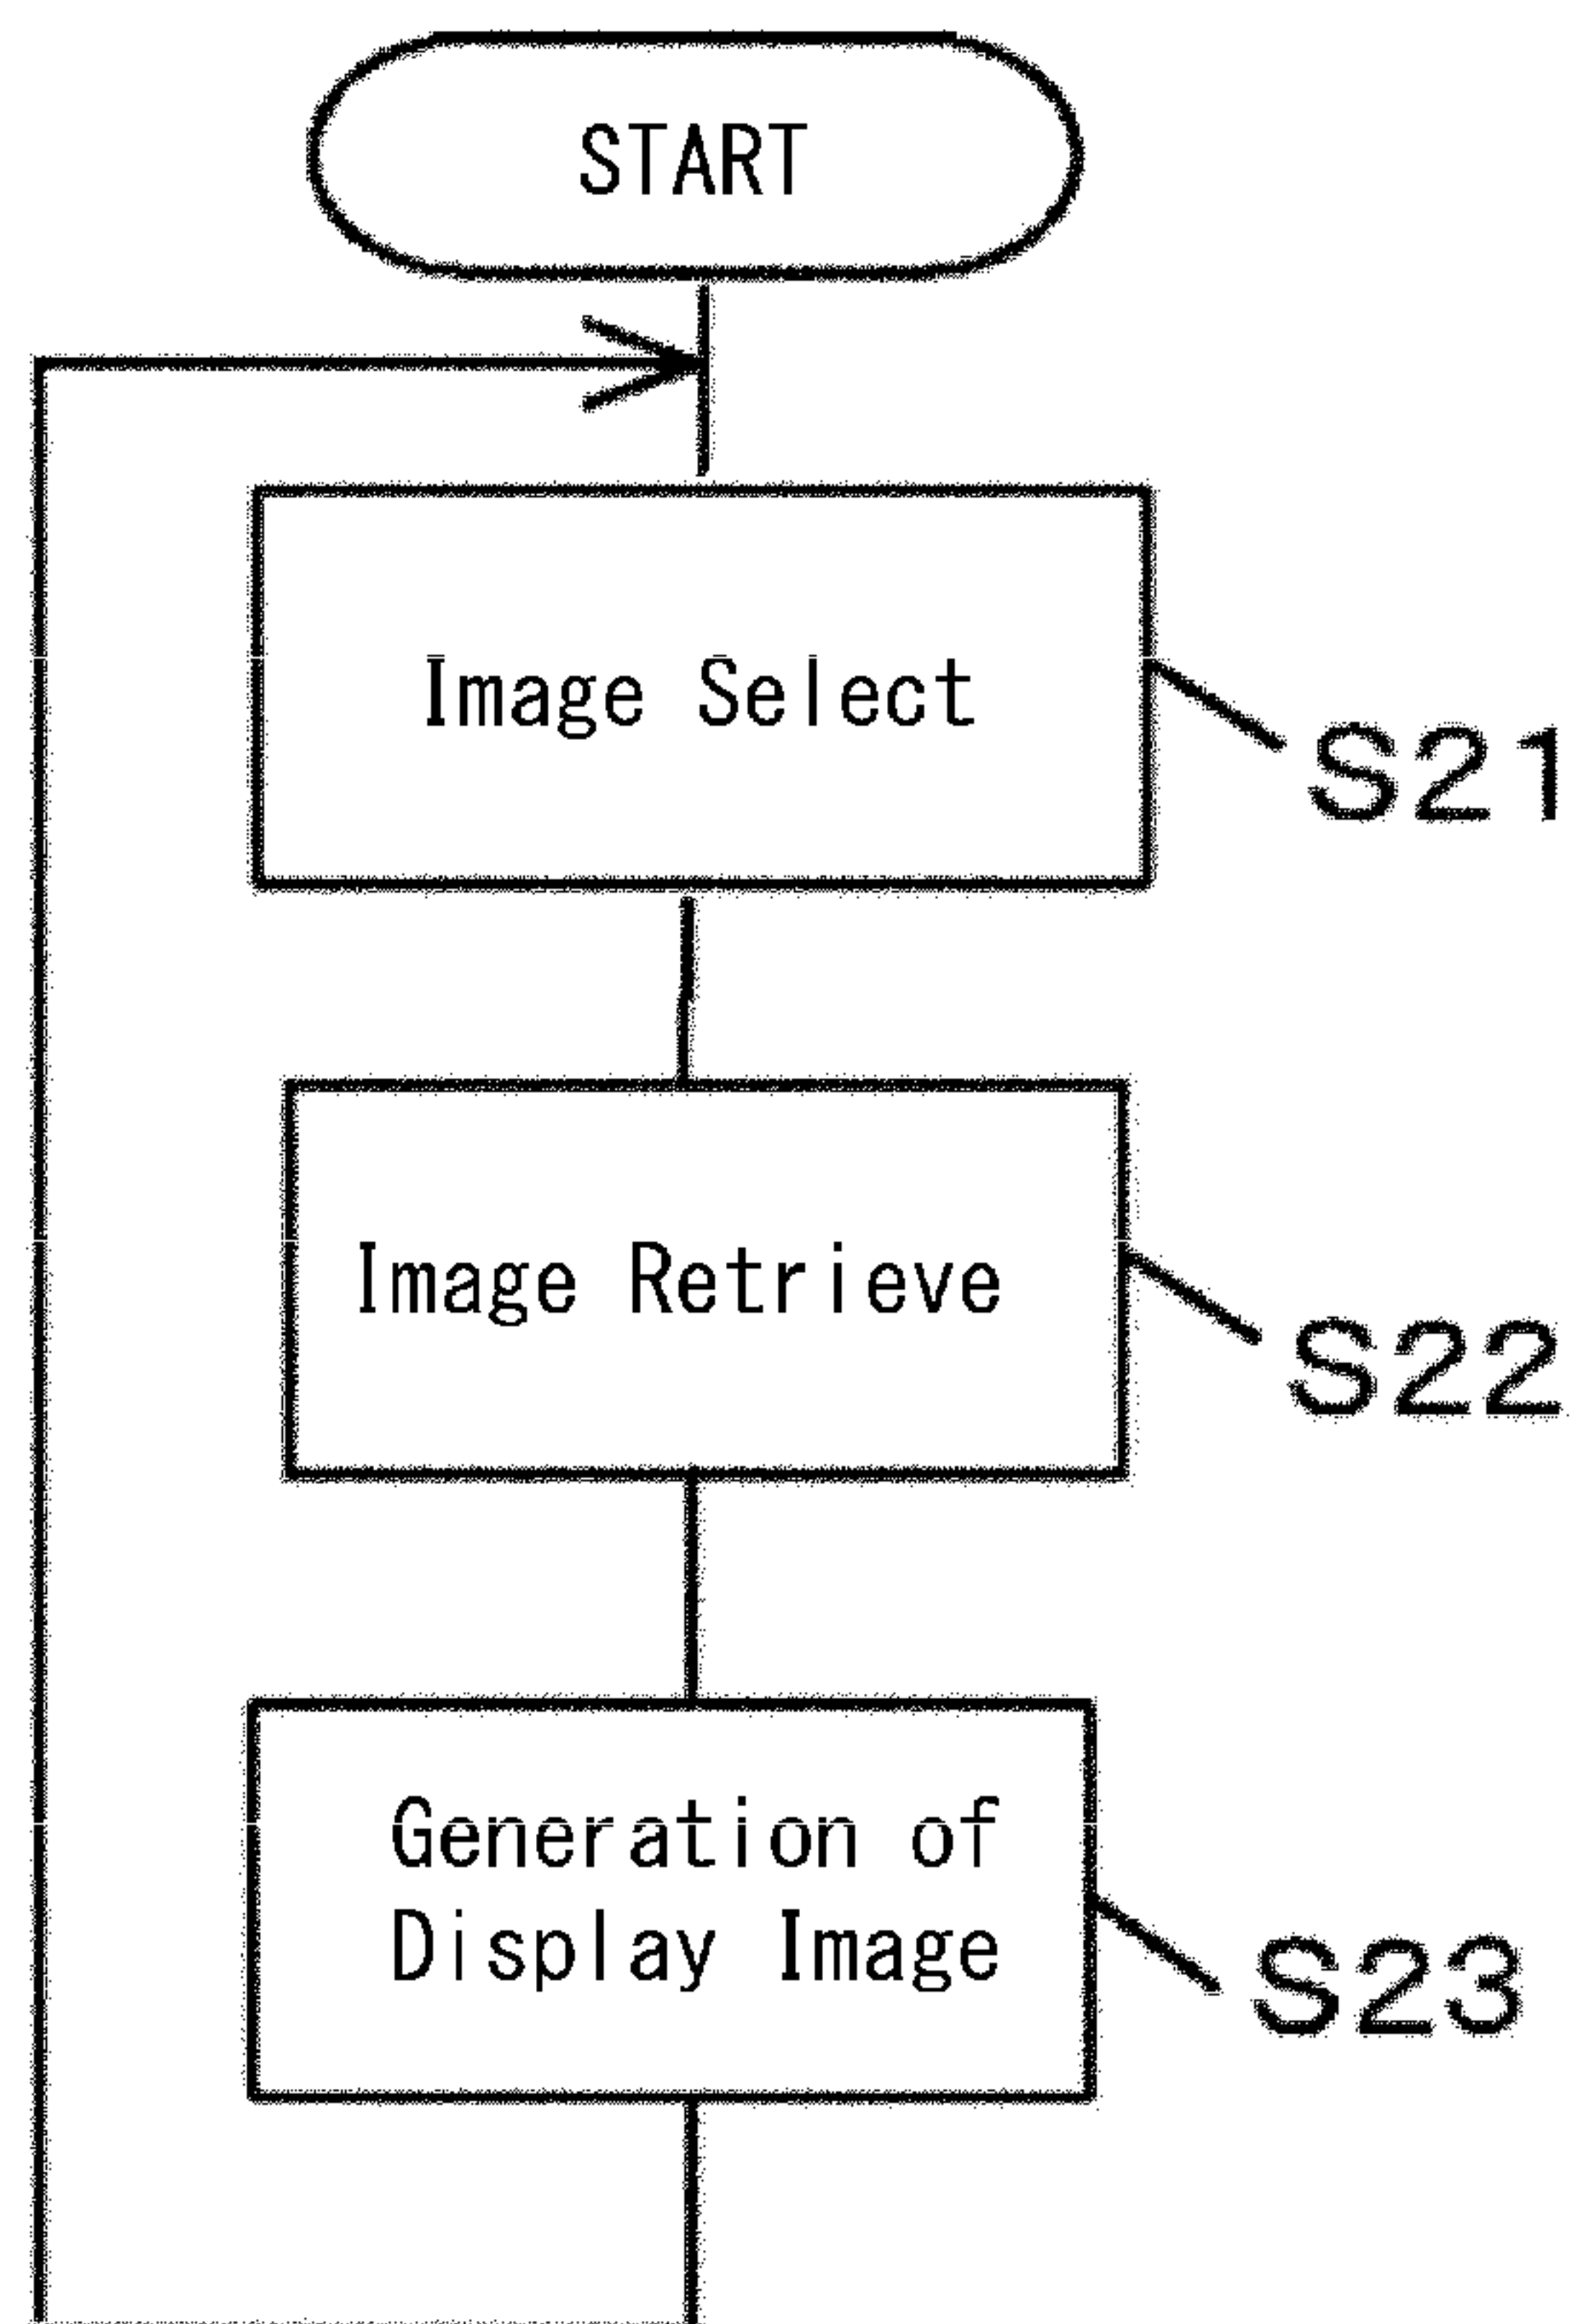 START
Image Select
S21
Image Retrieve
S22
Generation of
Display Image
S23